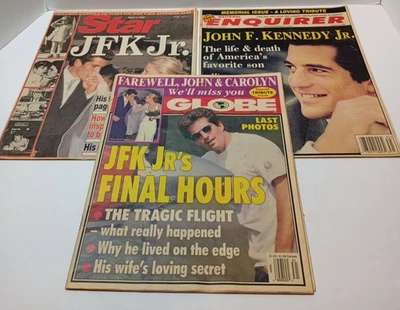 Star
JFK Jr.
His
How
insp
to b
His
MEMORIAL ISSUE - A LOVING TRIBUTE
ENQUIRER
JOHN F. KENNEDY JR.
The life & death
of America's
favorite son
FAREWELL, JOHN & CAROLYN
We'll miss you
TRIBUTE
GLOBE
LAST
PHOTOS
JFK JR's
FINAL HOURS
THE TRAGIC FLIGHT
– what really happened
Why he lived on the edge
His wife's loving secret